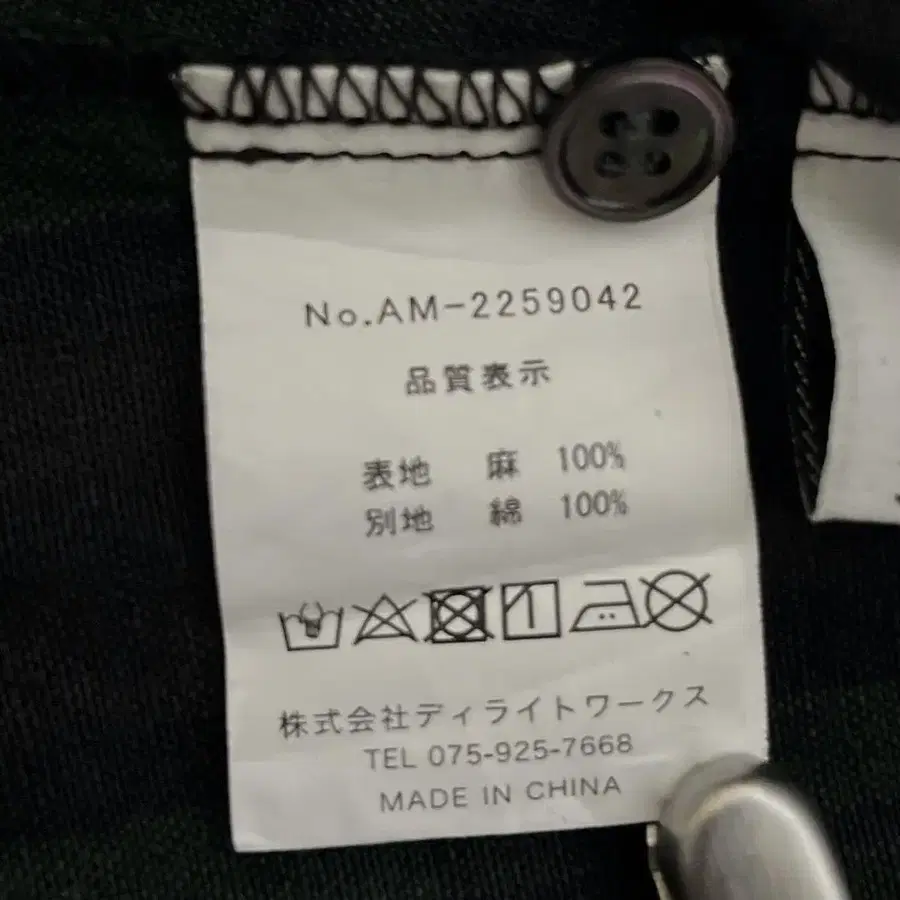 No.AM-2259042
品質表示
表地 麻 100%
別地 綿 100%
株式会社ディライトワークス
TEL 075-925-7668
MADE IN CHINA